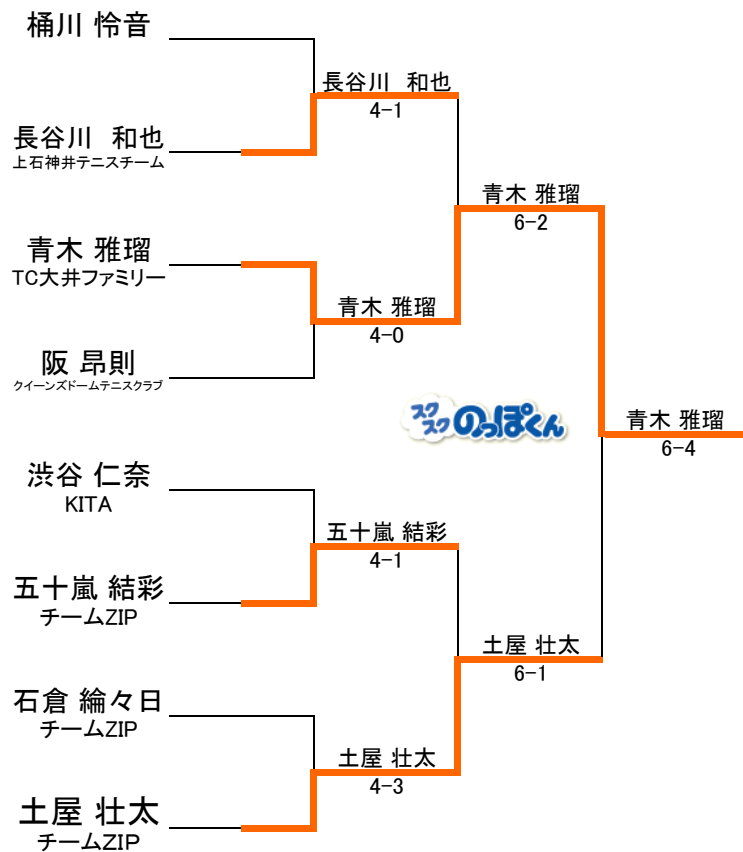 桶川 怜音
長谷川　和也
4-1
長谷川　和也
上石神井テニスチーム
青木 雅瑠
6-2
青木 雅瑠
TC大井ファミリー
青木 雅瑠
4-0
阪 昂則
クイーンズドームテニスクラブ
スク
スク
のっぽくん
青木 雅瑠
6-4
渋谷 仁奈
KITA
五十嵐 結彩
4-1
五十嵐 結彩
チームZIP
土屋 壮太
6-1
石倉 綸々日
チームZIP
土屋 壮太
4-3
土屋 壮太
チームZIP